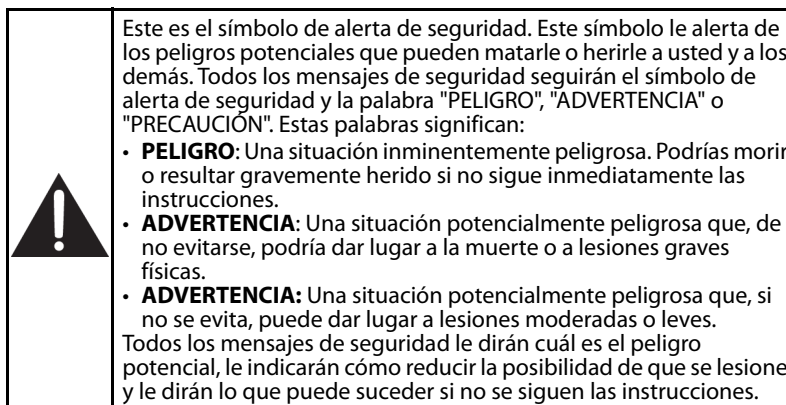 Este es el símbolo de alerta de seguridad. Este símbolo le alerta de
los peligros potenciales que pueden matarle o herirle a usted y a los
demás. Todos los mensajes de seguridad seguirán el símbolo de
alerta de seguridad y la palabra "PELIGRO", "ADVERTENCIA" o
"PRECAUCIÓN". Estas palabras significan:
• PELIGRO: Una situación inminentemente peligrosa. Podrías morir
o resultar gravemente herido si no sigue inmediatamente las
instrucciones.
• ADVERTENCIA: Una situación potencialmente peligrosa que, de
no evitarse, podría dar lugar a la muerte o a lesiones graves
físicas.
• ADVERTENCIA: Una situación potencialmente peligrosa que, si
no se evita, puede dar lugar a lesiones moderadas o leves.
Todos los mensajes de seguridad le dirán cuál es el peligro
potencial, le indicarán cómo reducir la posibilidad de que se lesione
y le dirán lo que puede suceder si no se siguen las instrucciones.